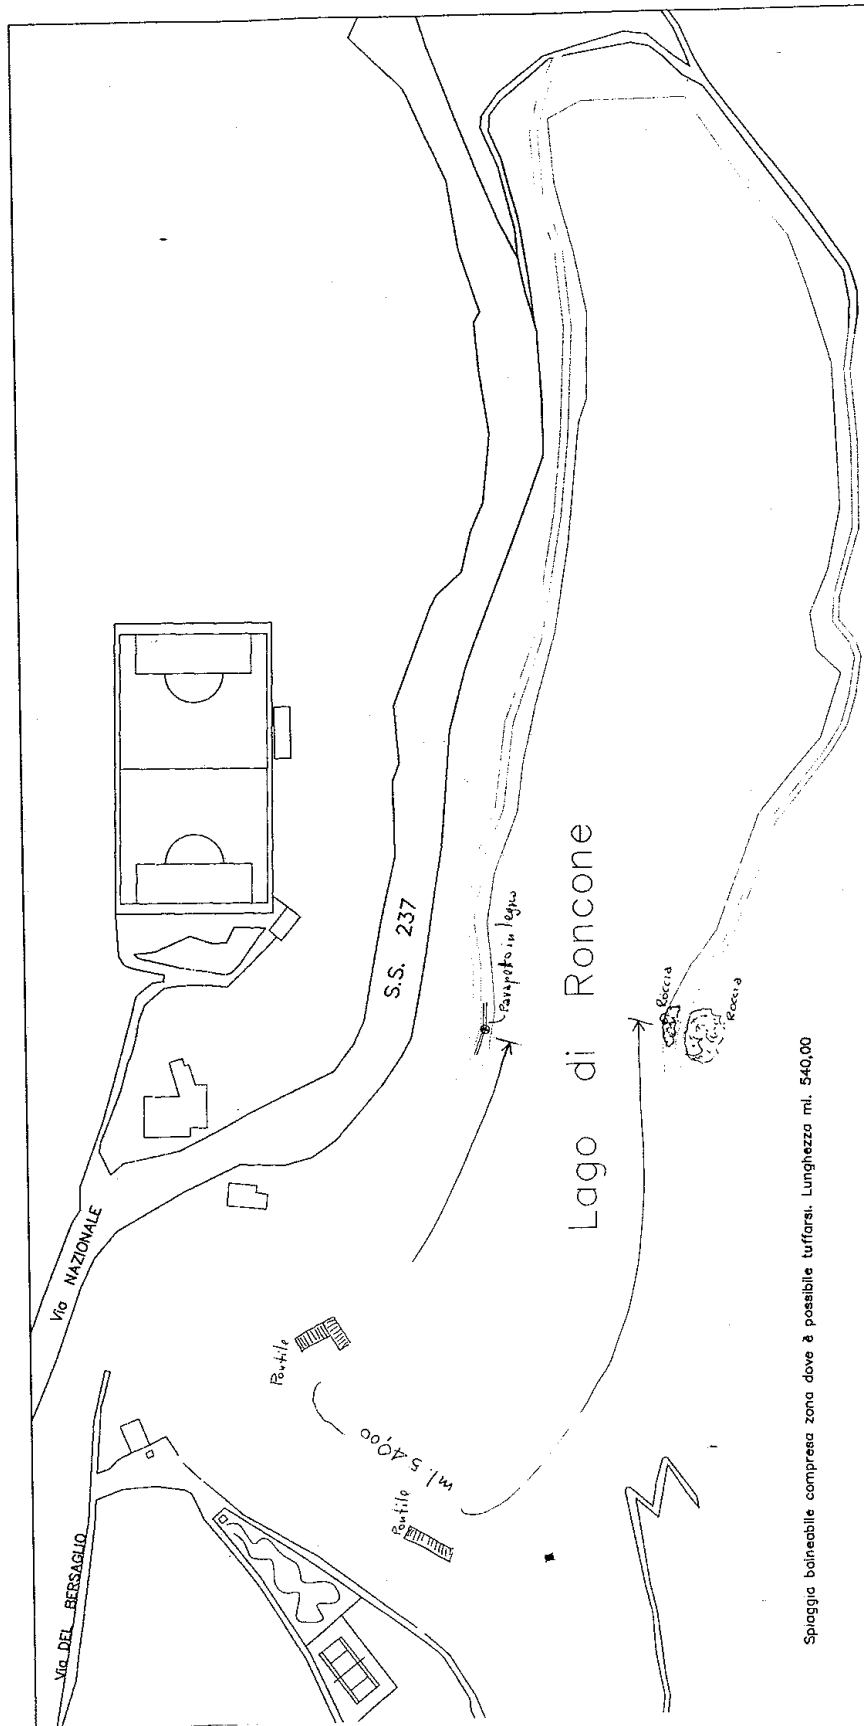 Via DEL BERSAGLIO
Via NAZIONALE
S.S. 237
Pontile
Pontile
ml. 540,00
Parapeto in legno
Lago di Roncone
Roccia
Roccia
Spiaggia balneabile compresa zona dove è possibile tuffarsi. Lunghezza ml. 540,00